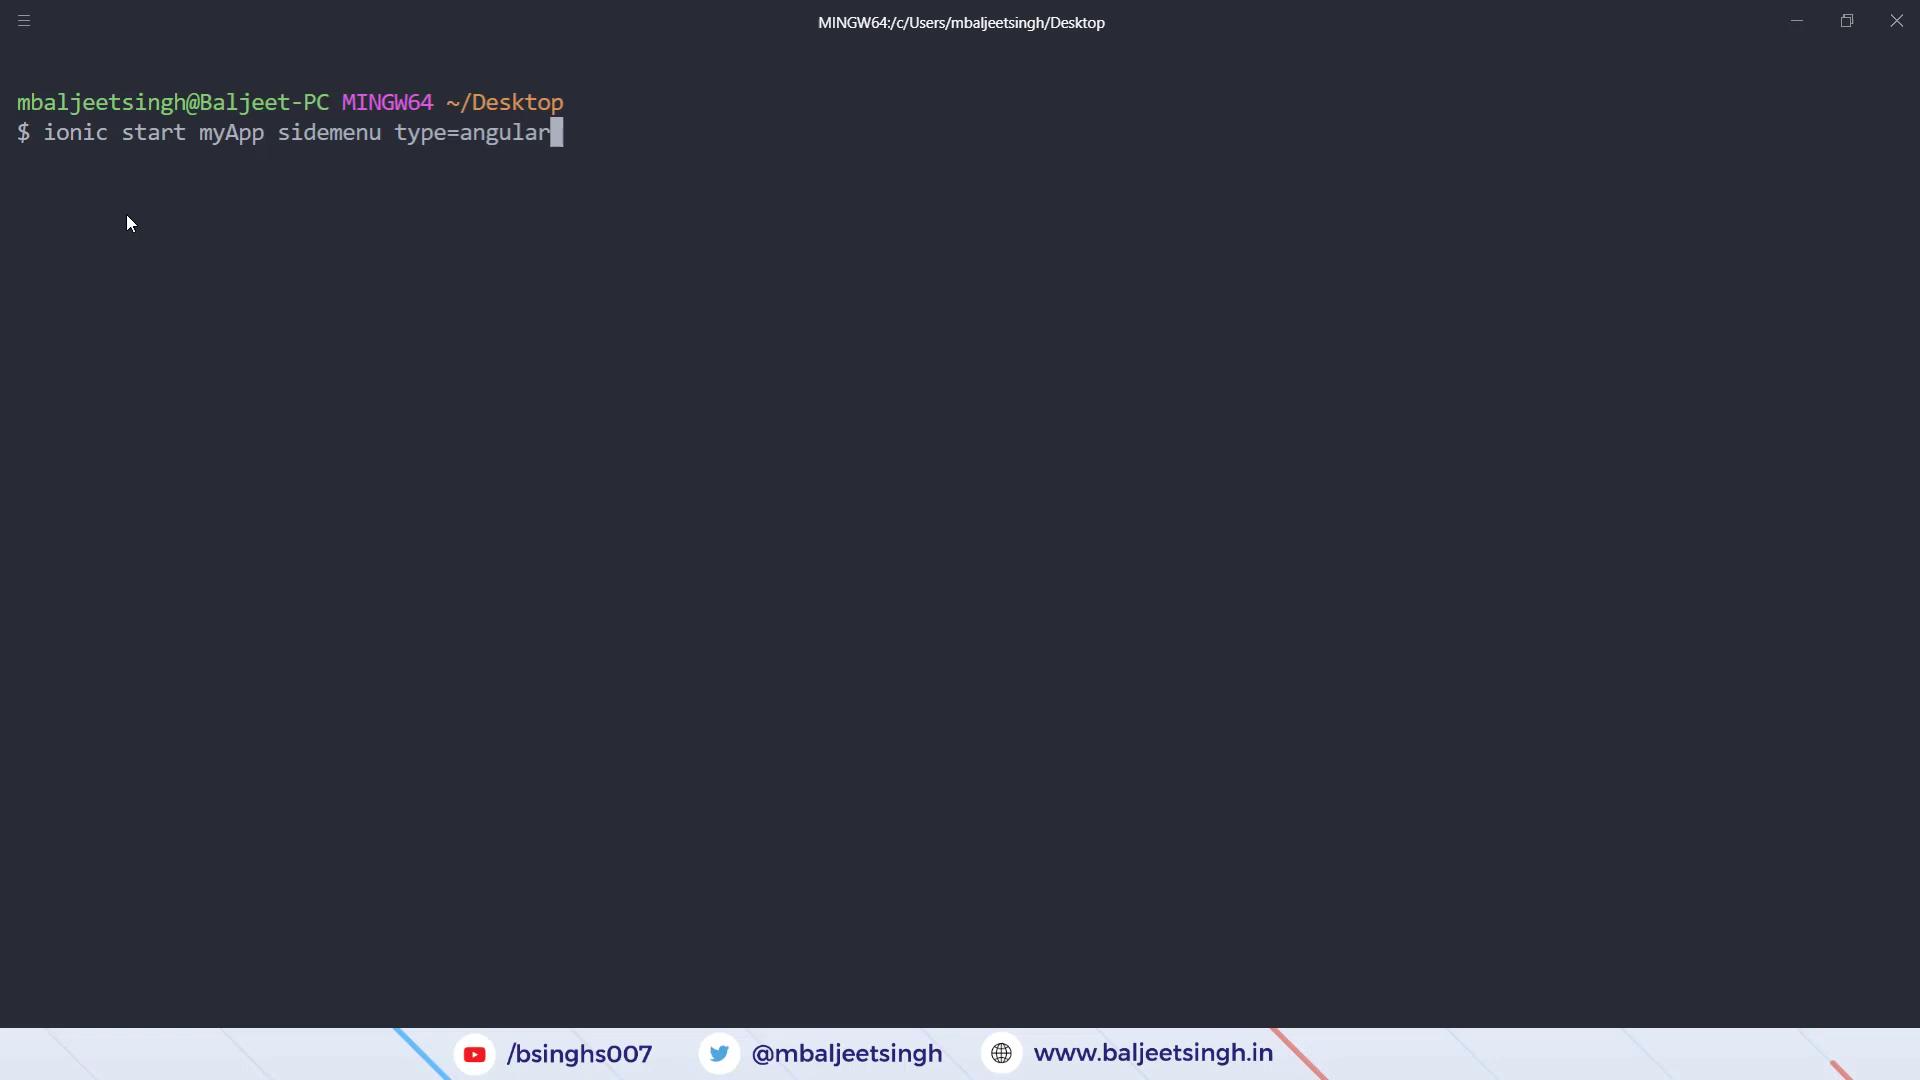 MINGW64:/c/Users/mbaljeetsingh/Desktop
mbaljeetsingh@Baljeet-PC MINGW64 ~/Desktop
$ ionic start myApp sidemenu type=angular
/bsinghs007 @mbaljeetsingh www.baljeetsingh.in